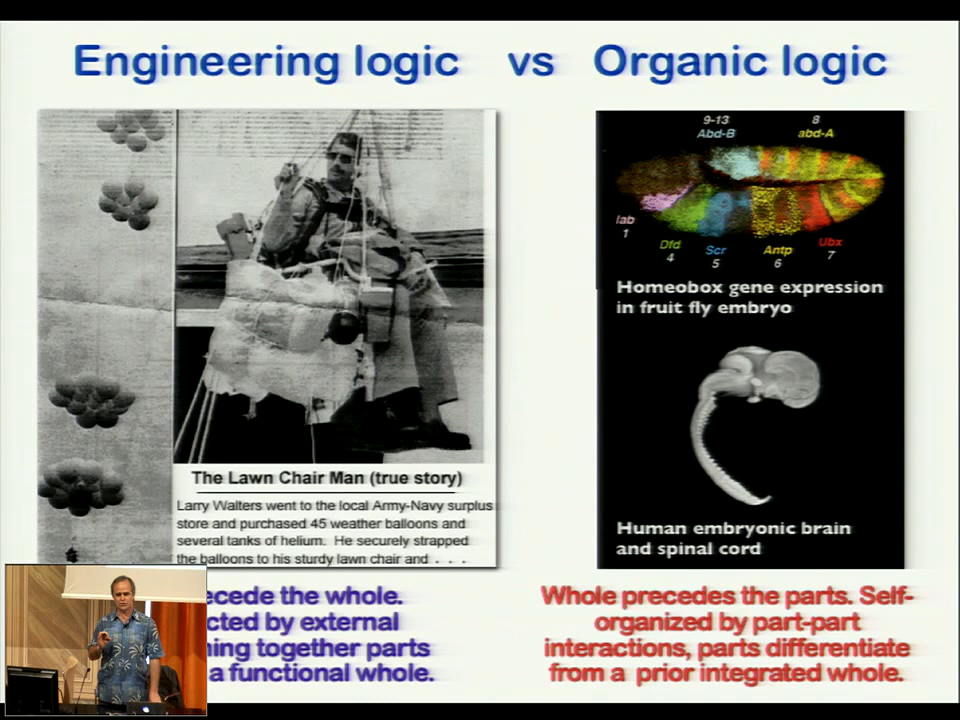 Engineering logic vs Organic logic
9-13 8
Abd-B abd-A
lab
1
Dfd Scr Antp Ubx
4 5 6 7
Homeobox gene expression
in fruit fly embryo
The Lawn Chair Man (true story)
Larry Walters went to the local Army-Navy surplus
store and purchased 45 weather balloons and
several tanks of helium. He securely strapped
the balloons to his sturdy lawn chair and . . .
Human embryonic brain
and spinal cord
ecede the whole.
cted by external
ing together parts
a functional whole.
Whole precedes the parts. Self-
organized by part-part
interactions, parts differentiate
from a prior integrated whole.